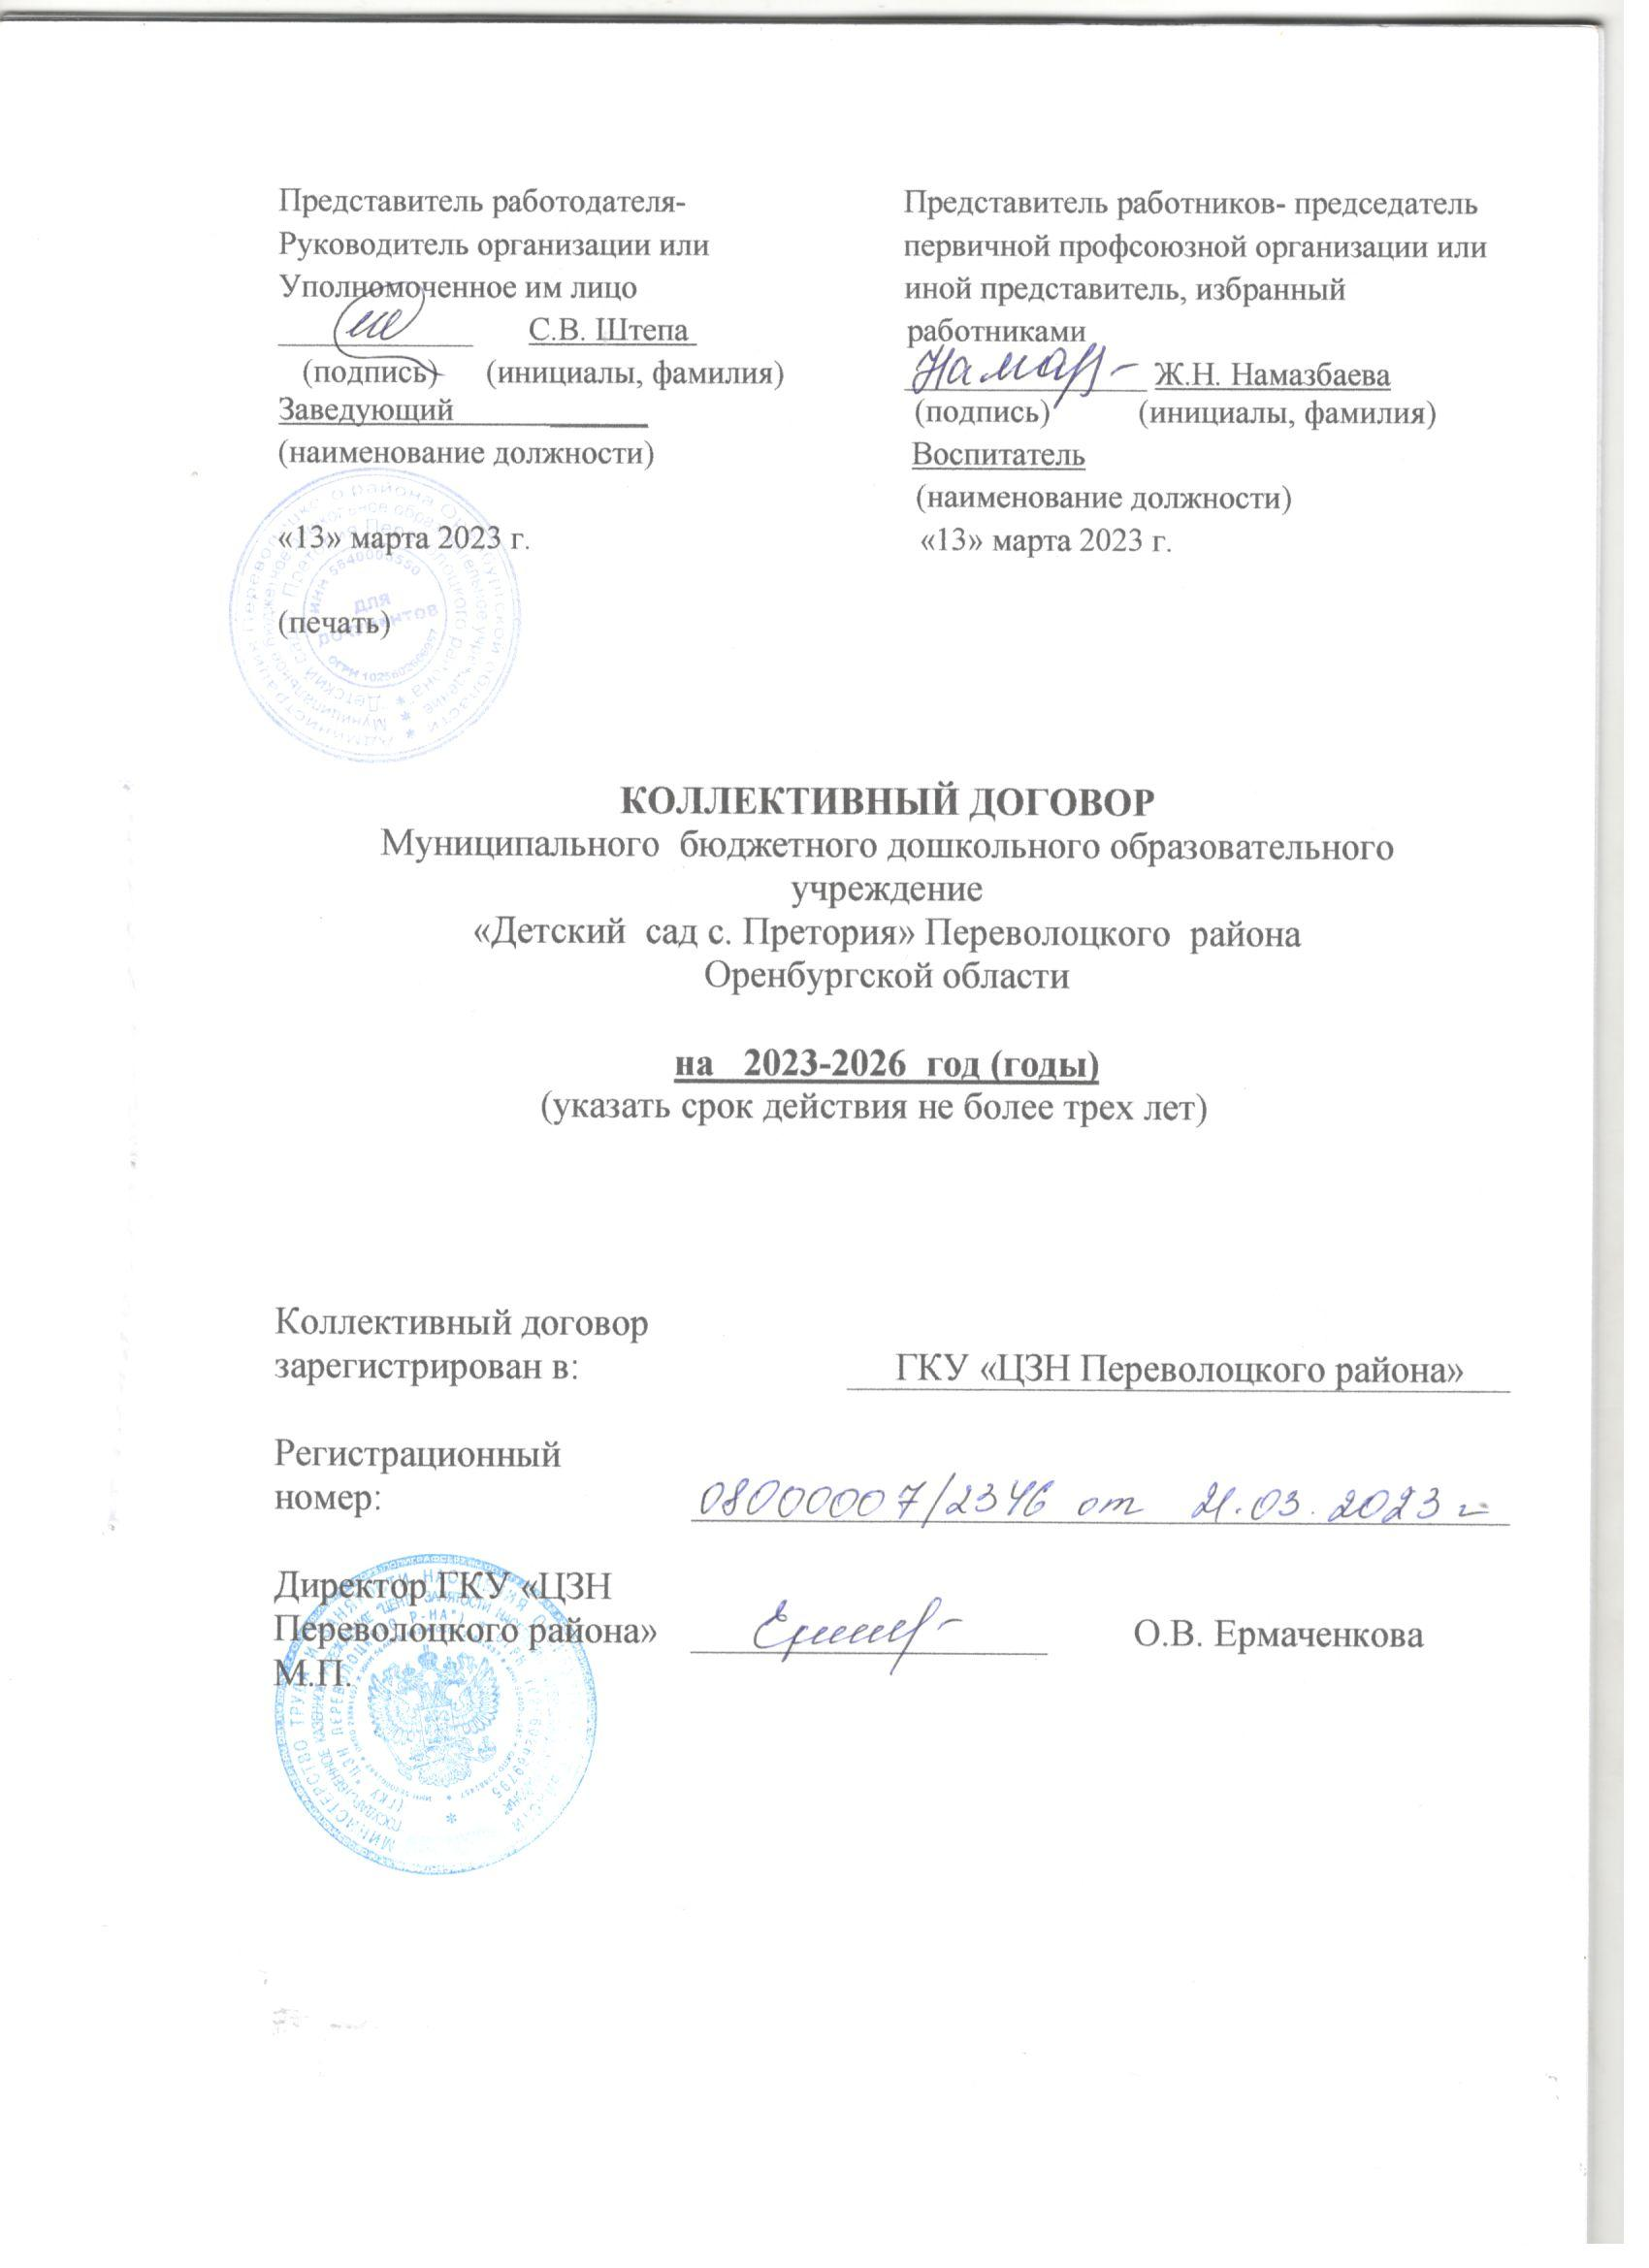 Представитель работодателя-
Руководитель организации или
Уполномоченное им лицо
С.В. Штепа
(подпись) (инициалы, фамилия)
Заведующий
(наименование должности)
«13» марта 2023 г.
(печать)
Представитель работников- председатель
первичной профсоюзной организации или
иной представитель, избранный
работниками
Ж.Н. Намазбаева
(подпись) (инициалы, фамилия)
Воспитатель
(наименование должности)
«13» марта 2023 г.
для
документов
КОЛЛЕКТИВНЫЙ ДОГОВОР
Муниципального бюджетного дошкольного образовательного
учреждение
«Детский сад с. Претория» Переволоцкого района
Оренбургской области
на 2023-2026 год (годы)
(указать срок действия не более трех лет)
Коллективный договор
зарегистрирован в: ГКУ «ЦЗН Переволоцкого района»
Регистрационный
номер: 08000007/2346 от 21.03.2023 г
Директор ГКУ «ЦЗН
Переволоцкого района» О.В. Ермаченкова
М.П.